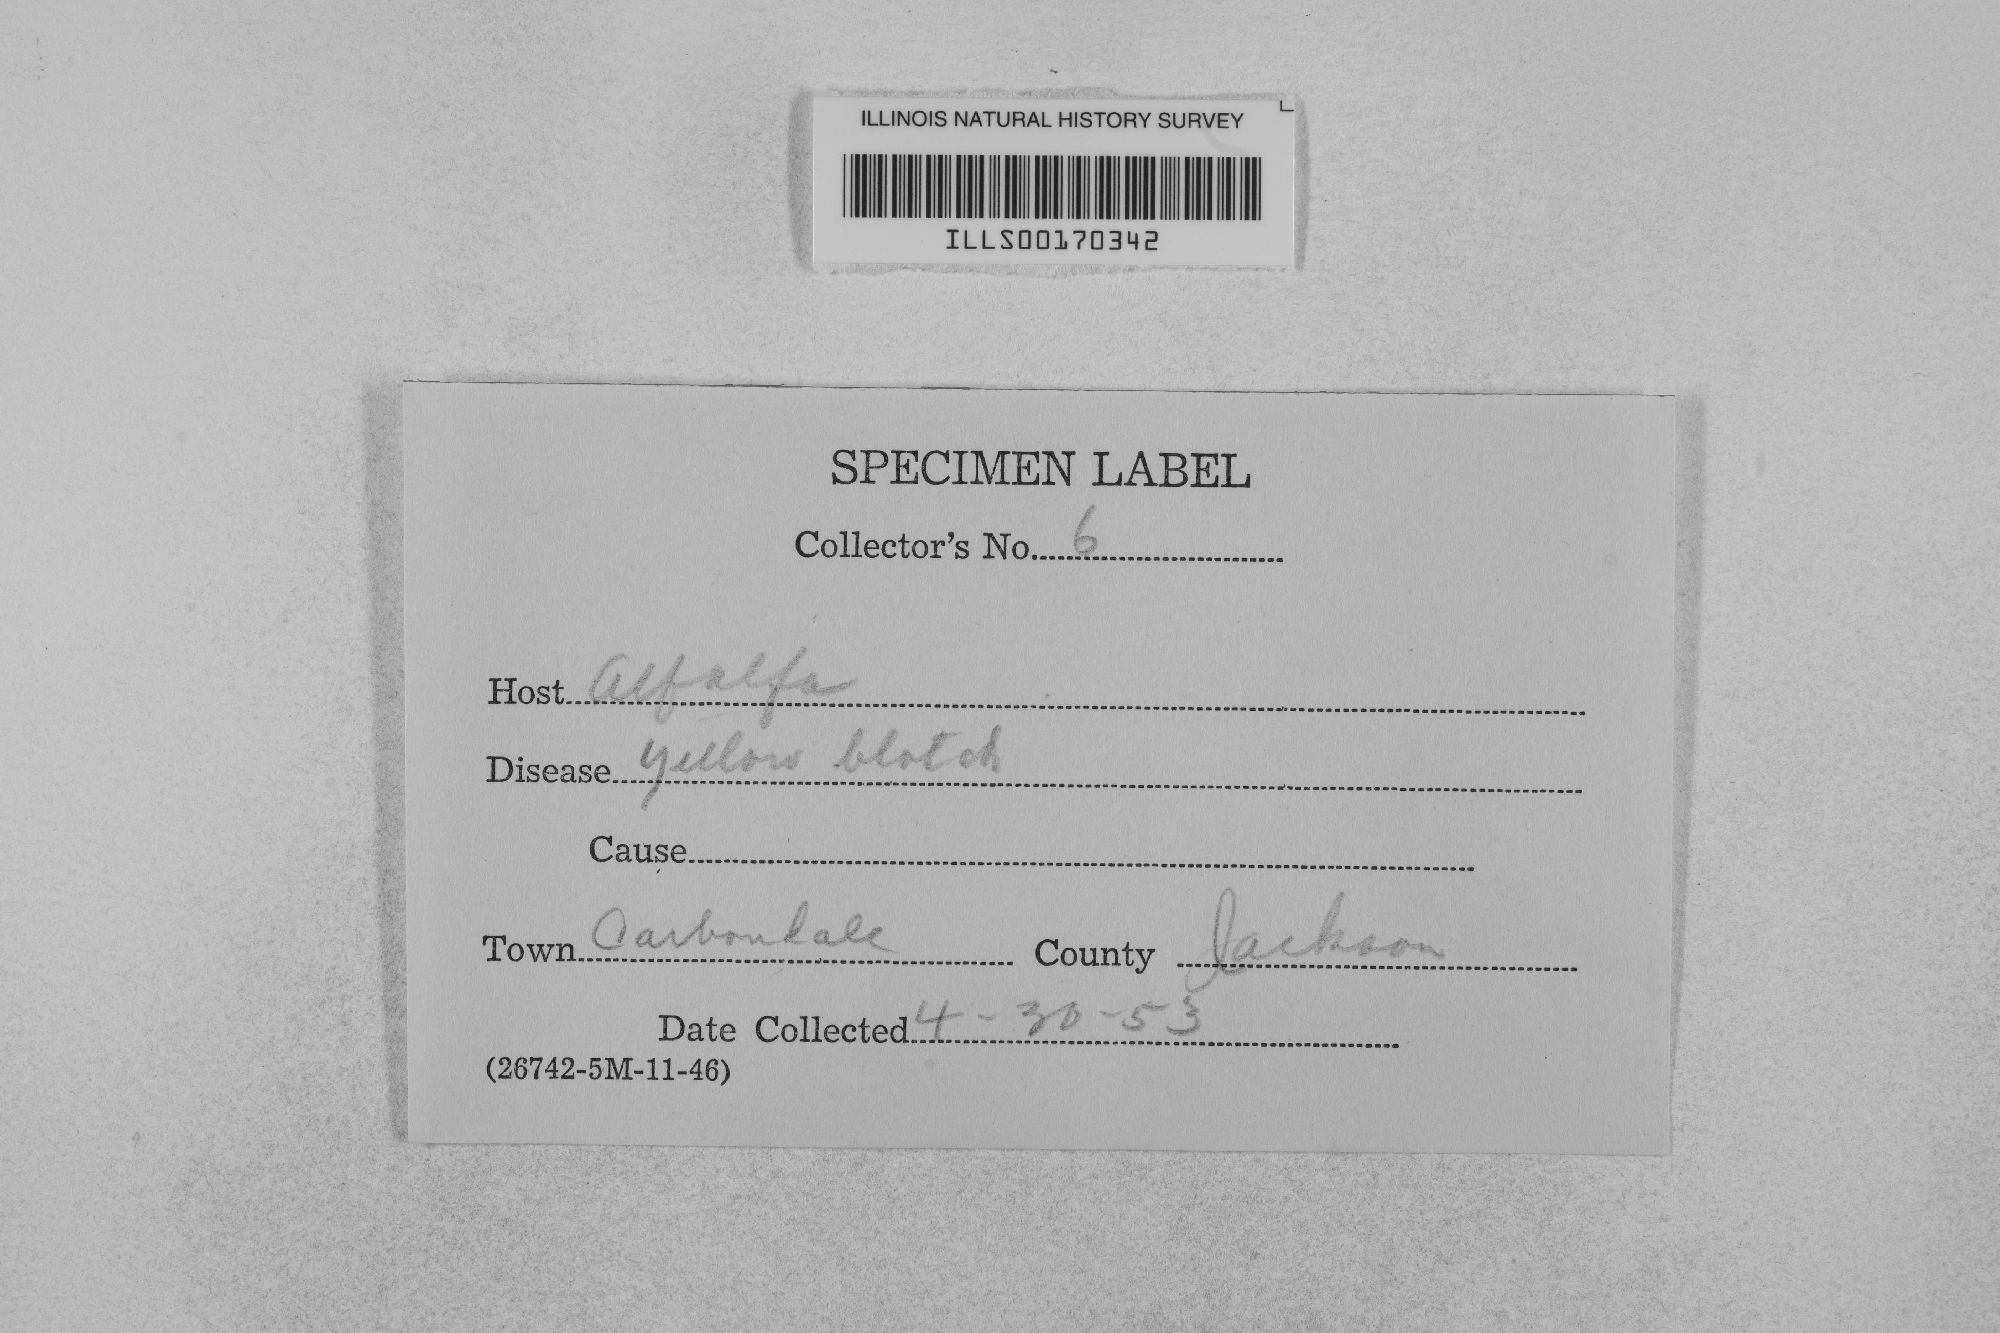 ILLINOIS NATURAL HISTORY SURVEY
ILLS00170342
SPECIMEN LABEL
Collector's No. 6
Host Alfalfa
Disease yellow blotch
Cause
Town Carbondale County Jackson
Date Collected 4-30-53
(26742-5M-11-46)